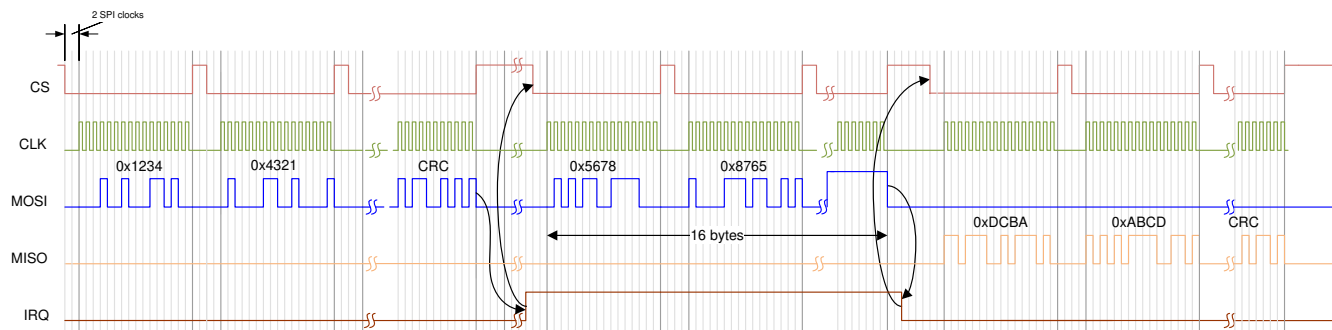 2 SPI clocks
CS
CLK
0x1234
0x4321
CRC
0x5678
0x8765
MOSI
16 bytes
0xDCBA
0xABCD
CRC
MISO
IRQ